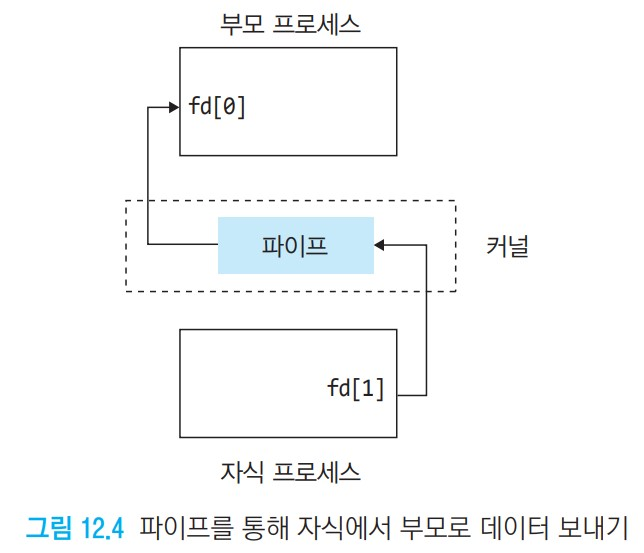 부모 프로세스
fd[0]
파이프
커널
fd[1]
자식 프로세스
그림 12.4 파이프를 통해 자식에서 부모로 데이터 보내기